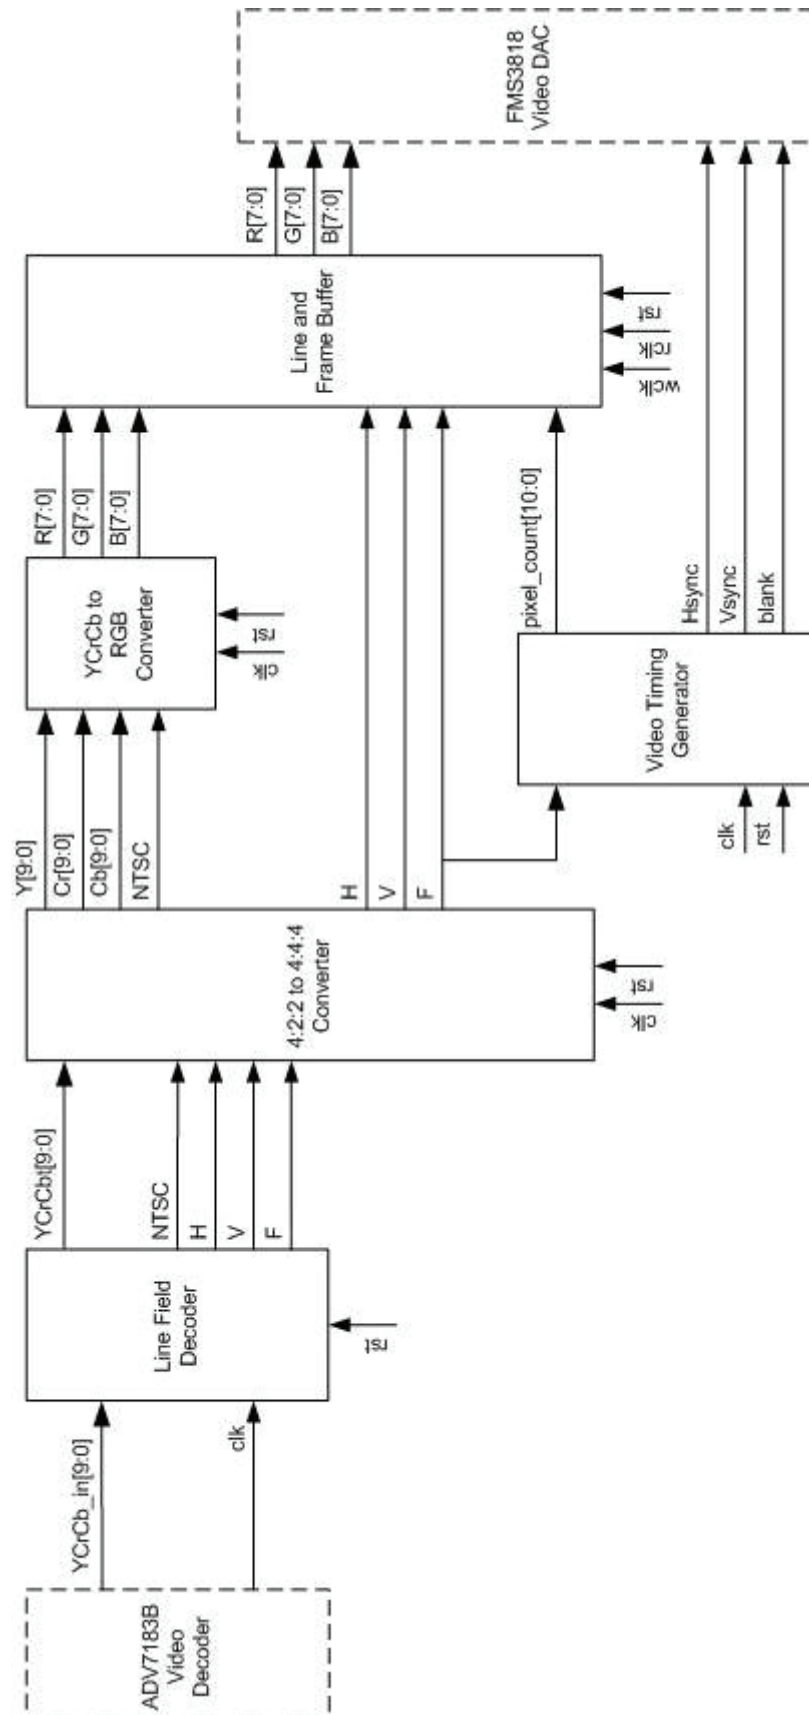 ADV7183B
Video
Decoder
YCrCb_in[9:0]
clk
Line Field
Decoder
rst
YCrCbt[9:0]
NTSC
H
V
F
4:2:2 to 4:4:4
Converter
clk
rst
Y[9:0]
Cr[9:0]
Cb[9:0]
NTSC
H
V
F
YCrCb to
RGB
Converter
clk
rst
R[7:0]
G[7:0]
B[7:0]
Video Timing
Generator
clk
rst
pixel_count[10:0]
Hsync
Vsync
blank
Line and
Frame Buffer
wclk
rclk
rst
R[7:0]
G[7:0]
B[7:0]
FMS3818
Video DAC